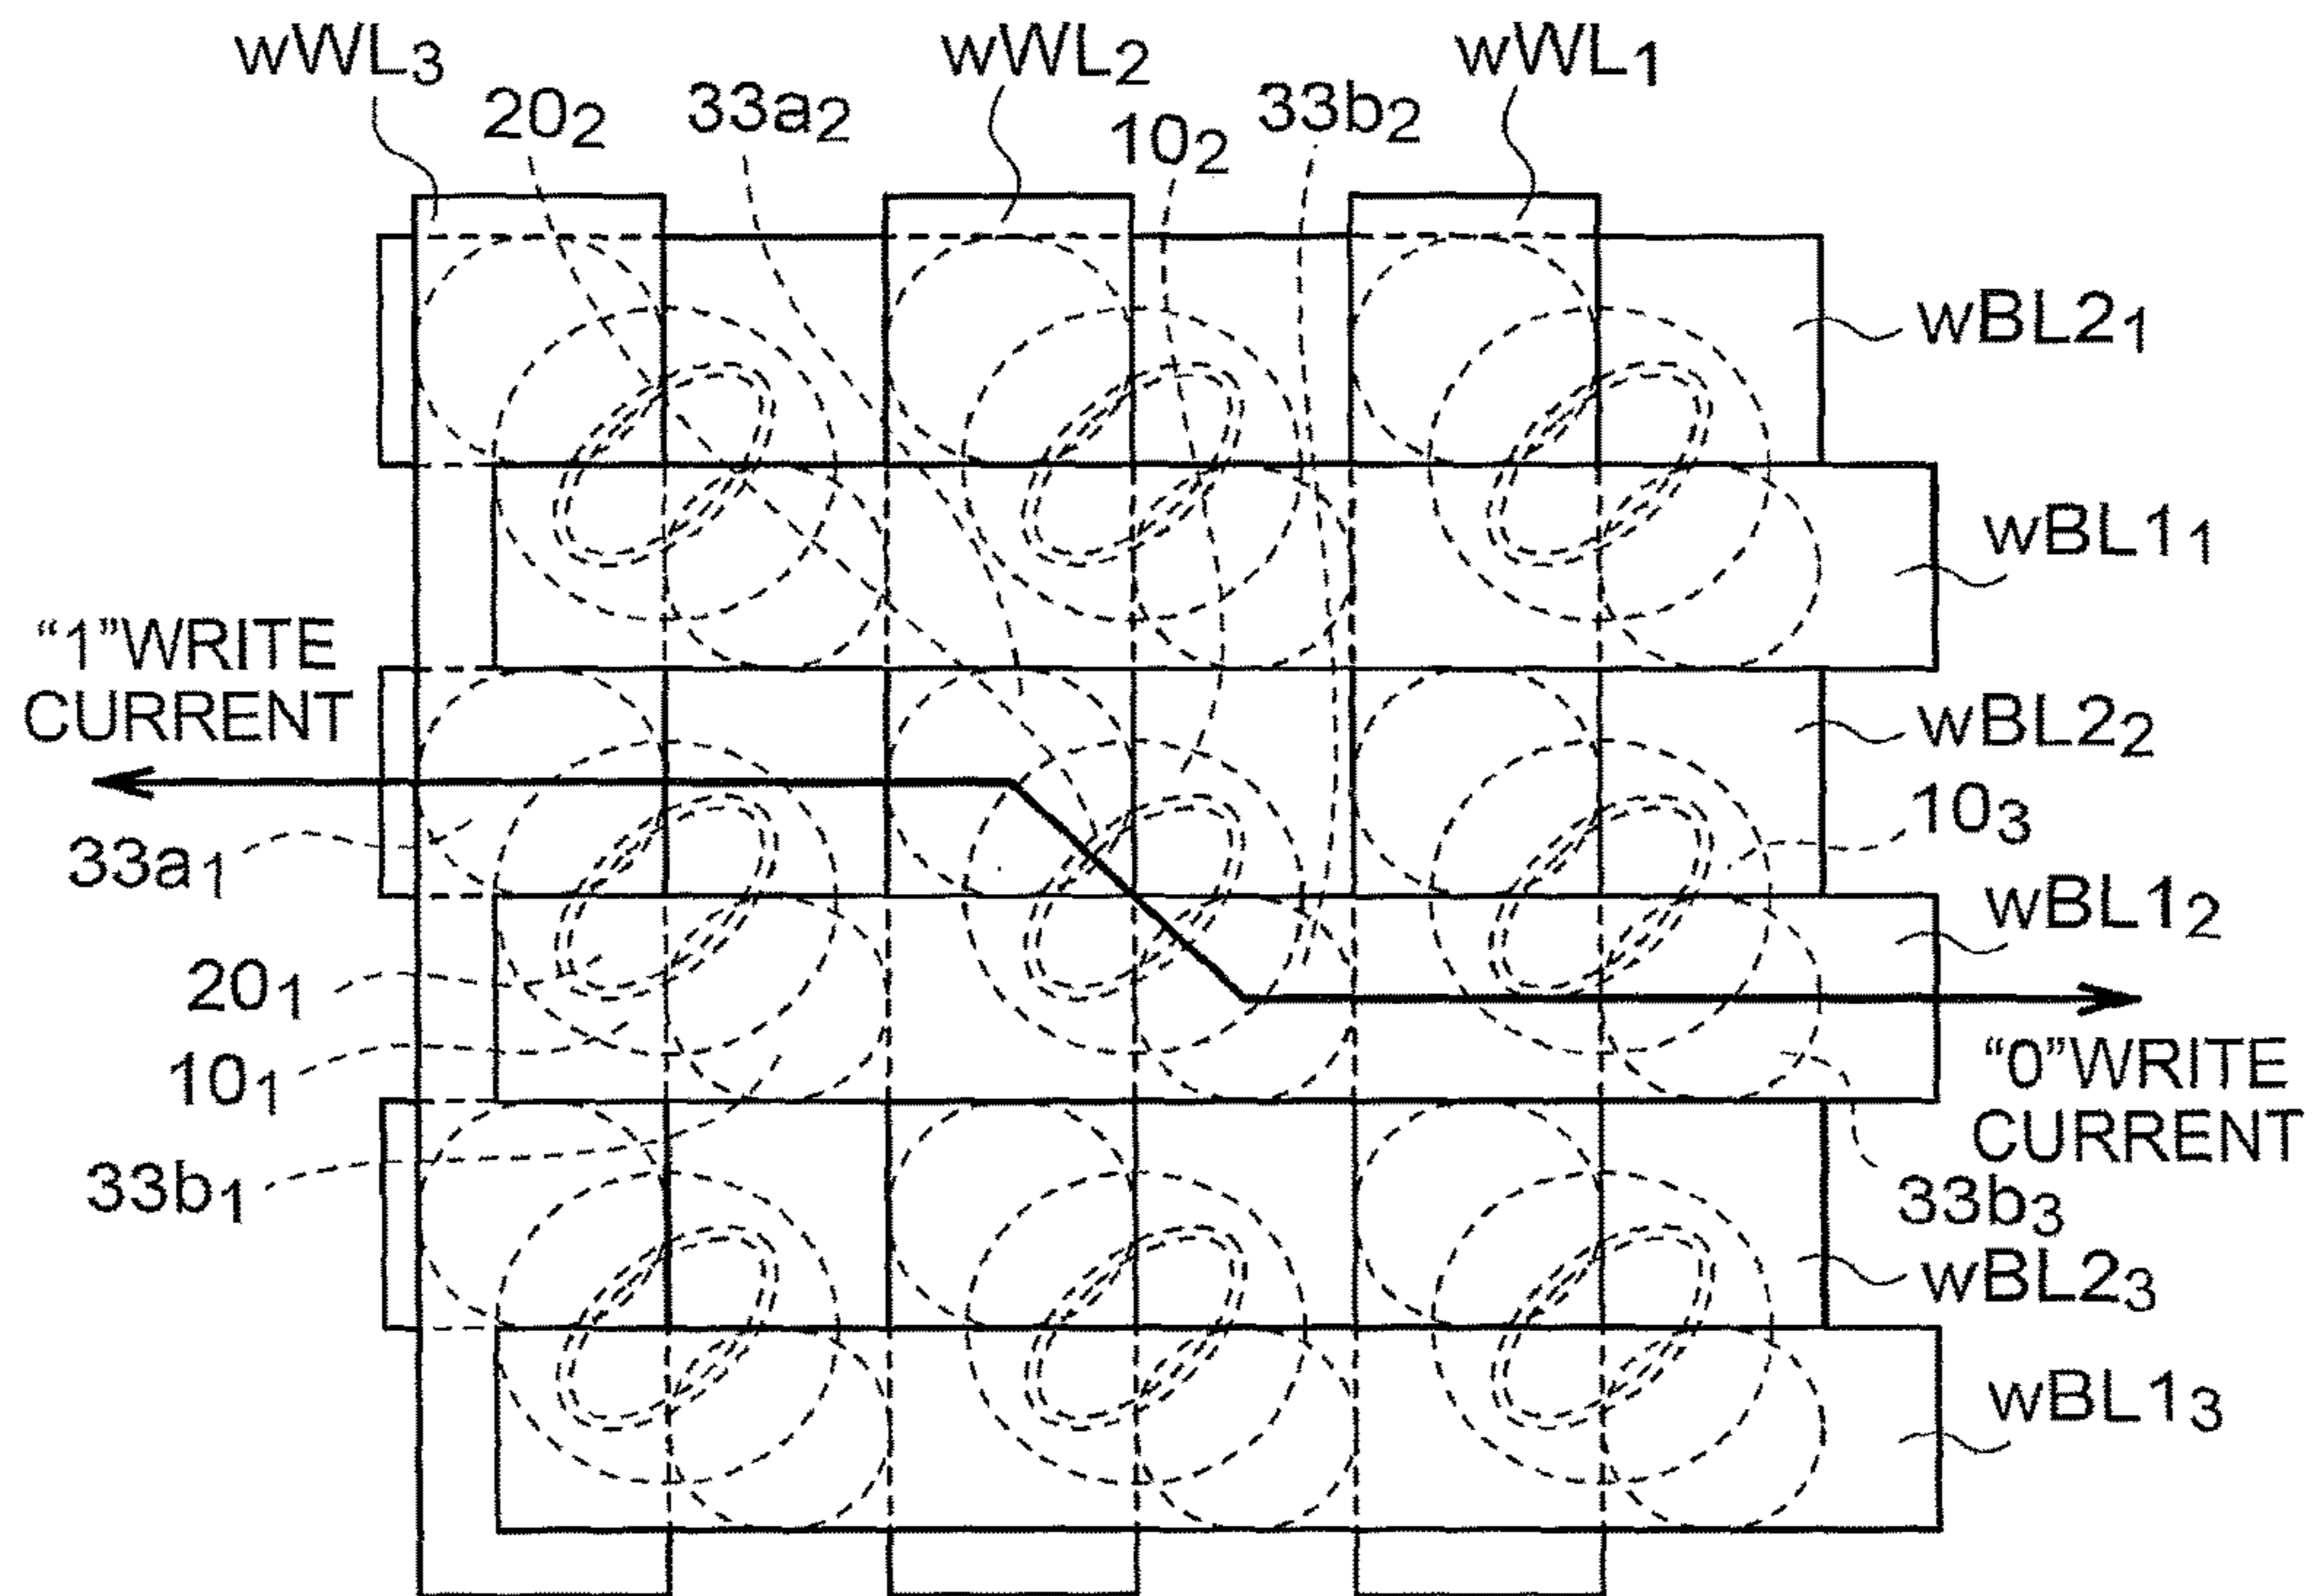 wWL₃
wWL₂
wWL₁
20₂
33a₂
10₂
33b₂
wBL2₁
wBL1₁
“1”WRITE
CURRENT
wBL2₂
10₃
33a₁
wBL1₂
20₁
10₁
“0”WRITE
CURRENT
33b₁
33b₃
wBL2₃
wBL1₃